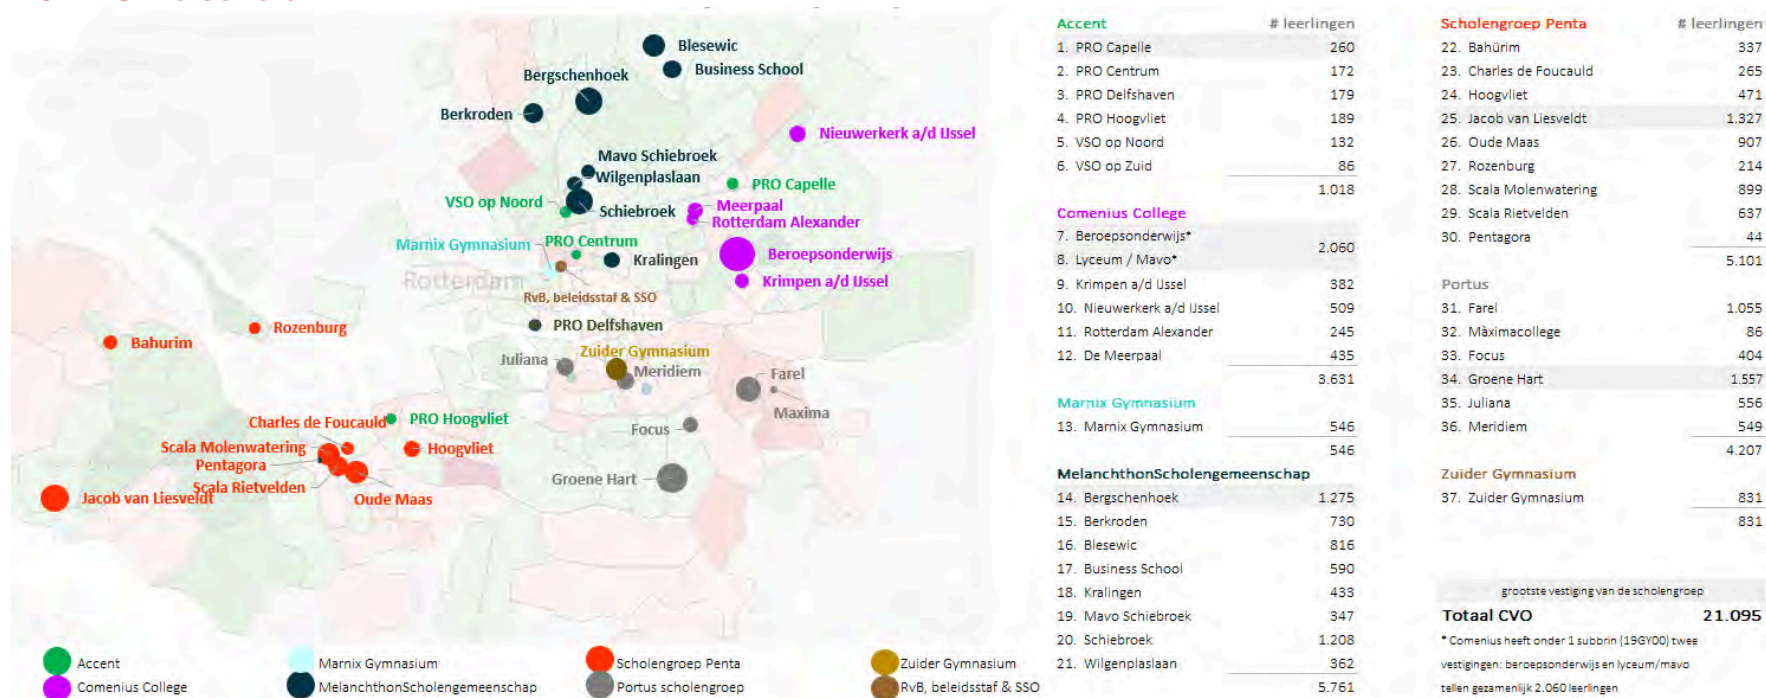 Blesewic
Business School
Bergschenhoek
Berkroden
Nieuwerkerk a/d IJssel
Mavo Schiebroek
Wilgenplaslaan
PRO Capelle
VSO op Noord
Schiebroek
Meerpaal
Rotterdam Alexander
Marnix Gymnasium
PRO Centrum
Kralingen
Beroepsonderwijs
Krimpen a/d IJssel
Rotterdam
RvB, beleidsstaf & SSO
Rozenburg
PRO Delfshaven
Bahurim
Juliana
Zuider Gymnasium
Meridiem
Farel
Maxima
Charles de Foucauld
PRO Hoogvliet
Focus
Scala Molenwatering
Hoogvliet
Pentagora
Scala Rietvelden
Groene Hart
Jacob van Liesveldt
Oude Maas
Accent
Marnix Gymnasium
Scholengroep Penta
Zuider Gymnasium
Comenius College
MelanchthonScholengemeenschap
Portus scholengroep
RvB, beleidsstaf & SSO
Accent # leerlingen
1. PRO Capelle 260
2. PRO Centrum 172
3. PRO Delfshaven 179
4. PRO Hoogvliet 189
5. VSO op Noord 132
6. VSO op Zuid 86
1.018
Comenius College
7. Beroepsonderwijs*
2.060
8. Lyceum / Mavo*
9. Krimpen a/d IJssel 382
10. Nieuwerkerk a/d IJssel 509
11. Rotterdam Alexander 245
12. De Meerpaal 435
3.631
Marnix Gymnasium
13. Marnix Gymnasium 546
546
MelanchthonScholengemeenschap
14. Bergschenhoek 1.275
15. Berkroden 730
16. Blesewic 816
17. Business School 590
18. Kralingen 433
19. Mavo Schiebroek 347
20. Schiebroek 1.208
21. Wilgenplaslaan 362
5.761
Scholengroep Penta # leerlingen
22. Bahûrim 337
23. Charles de Foucauld 265
24. Hoogvliet 471
25. Jacob van Liesveldt 1.327
26. Oude Maas 907
27. Rozenburg 214
28. Scala Molenwatering 899
29. Scala Rietvelden 637
30. Pentagora 44
5.101
Portus
31. Farel 1.055
32. Màximacollege 86
33. Focus 404
34. Groene Hart 1.557
35. Juliana 556
36. Meridiem 549
4.207
Zuider Gymnasium
37. Zuider Gymnasium 831
831
grootste vestiging van de scholengroep
Totaal CVO 21.095
* Comenius heeft onder 1 subbrin (19GY00) twee
vestigingen: beroepsonderwijs en lyceum/mavo
tellen gezamenlijk 2.060 leerlingen